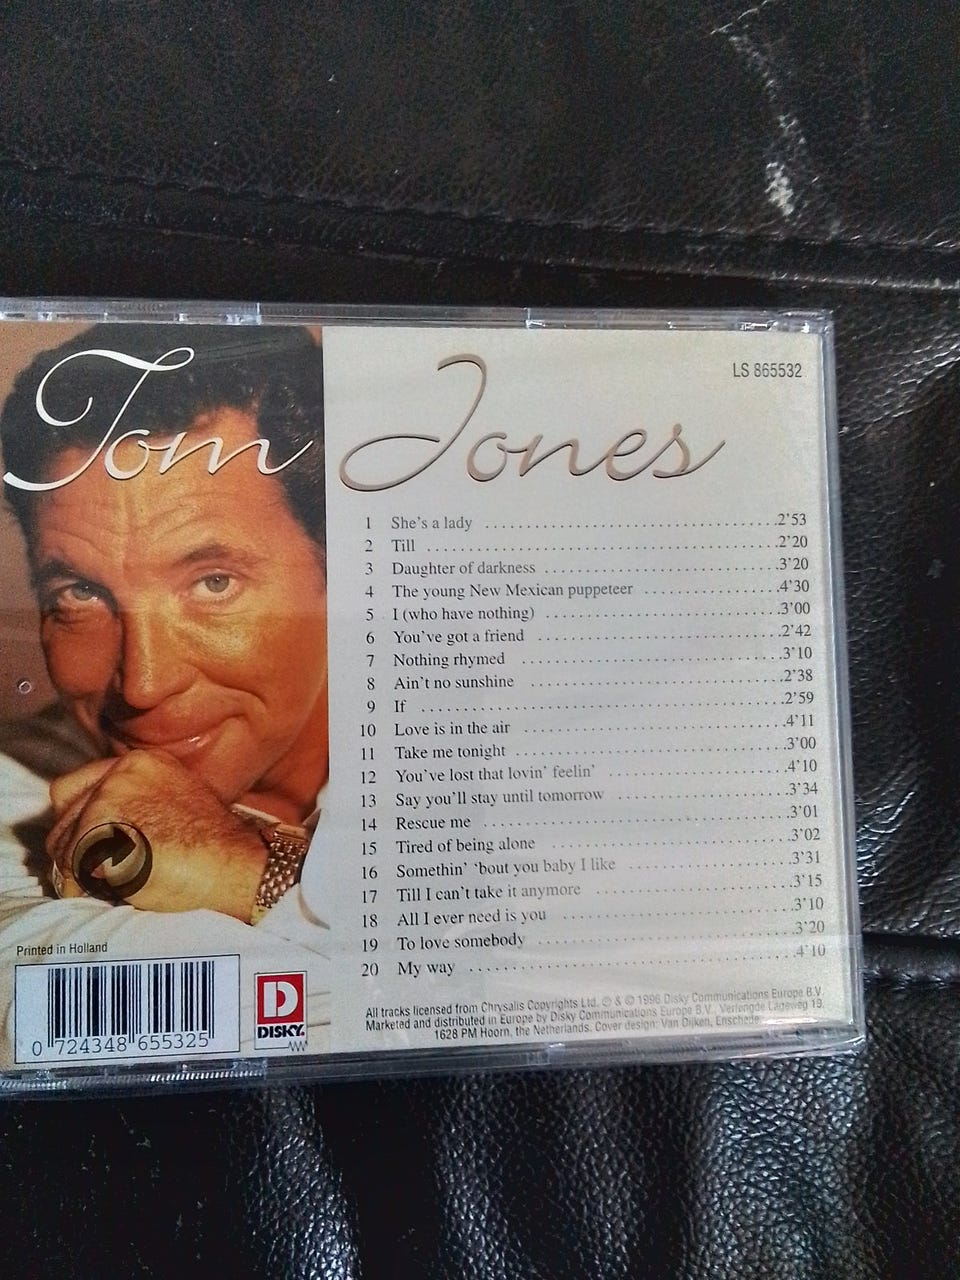 Tom Jones
LS 865532
1 She's a lady 2'53
2 Till 2'20
3 Daughter of darkness 3'20
4 The young New Mexican puppeteer 4'30
5 I (who have nothing) 3'00
6 You've got a friend 2'42
7 Nothing rhymed 3'10
8 Ain't no sunshine 2'38
9 If 2'59
10 Love is in the air 4'11
11 Take me tonight 3'00
12 You've lost that lovin' feelin' 4'10
13 Say you'll stay until tomorrow 3'34
14 Rescue me 3'01
15 Tired of being alone 3'02
16 Somethin' 'bout you baby I like 3'31
17 Till I can't take it anymore 3'15
18 All I ever need is you 3'10
19 To love somebody 3'20
20 My way 4'10
Printed in Holland
0 724348 655325
D
DISKY.
All tracks licensed from Chrysalis Copyrights Ltd. ℗ & © 1996 Disky Communications Europe B.V.
Marketed and distributed in Europe by Disky Communications Europe B.V., Verlengde Lageweg 19,
1628 PM Hoorn, the Netherlands. Cover design: Van Dijken, Enschede